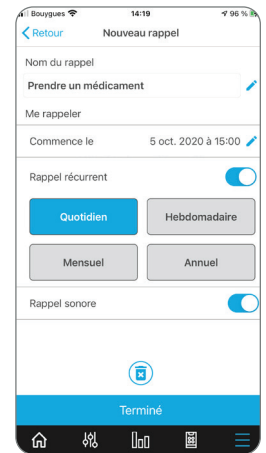 Bouygues 14:19 96 %
Retour Nouveau rappel
Nom du rappel
Prendre un médicament
Me rappeler
Commence le 5 oct. 2020 à 15:00
Rappel récurrent
Quotidien Hebdomadaire
Mensuel Annuel
Rappel sonore
Terminé